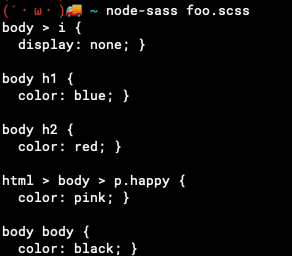 (´・ω・)🚚 ~ node-sass foo.scss
body > i {
  display: none; }

body h1 {
  color: blue; }

body h2 {
  color: red; }

html > body > p.happy {
  color: pink; }

body body {
  color: black; }